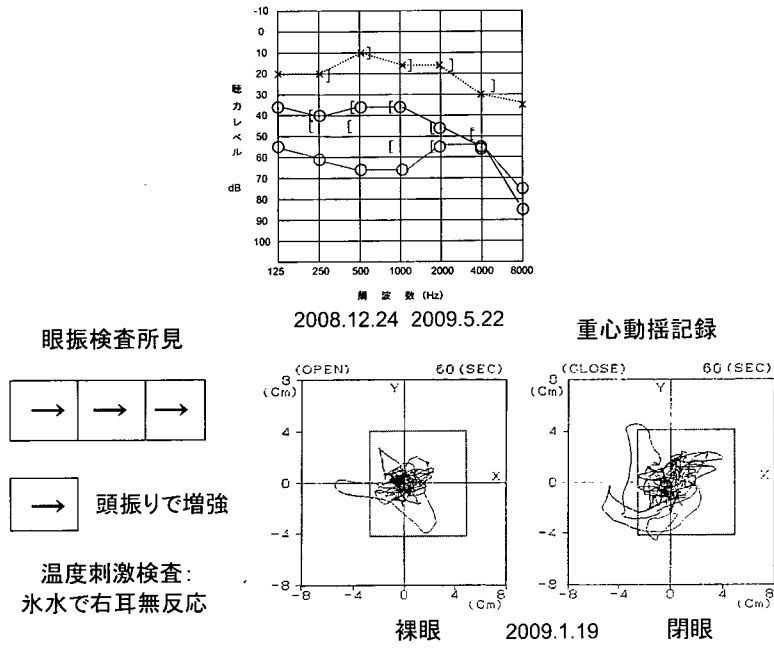 -10
0
10
20
30
40
50
60
70
80
90
100
聴力レベル
dB
125 250 500 1000 2000 4000 8000
周 波 数 (Hz)
2008.12.24 2009.5.22
眼振検査所見
頭振りで増強
温度刺激検査:
氷水で右耳無反応
重心動揺記録
(OPEN) 60 (SEC)
8
(Cm)
Y
4
0
X
-4
-8
-8 -4 0 4 8
(Cm)
裸眼
(CLOSE) 60 (SEC)
8
(Cm)
Y
4
0
X
-4
-8
-8 -4 0 4 8
(Cm)
閉眼
2009.1.19